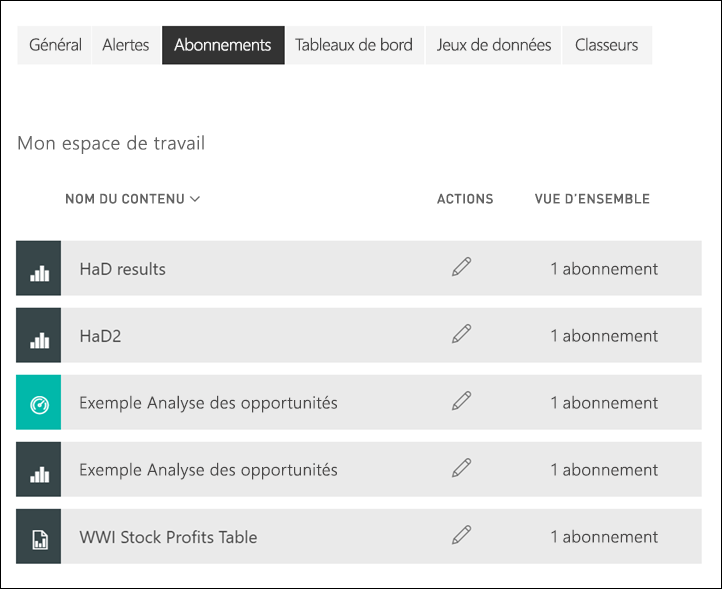 Général Alertes Abonnements Tableaux de bord Jeux de données Classeurs
Mon espace de travail
NOM DU CONTENU ACTIONS VUE D'ENSEMBLE
HaD results 1 abonnement
HaD2 1 abonnement
Exemple Analyse des opportunités 1 abonnement
Exemple Analyse des opportunités 1 abonnement
WWI Stock Profits Table 1 abonnement